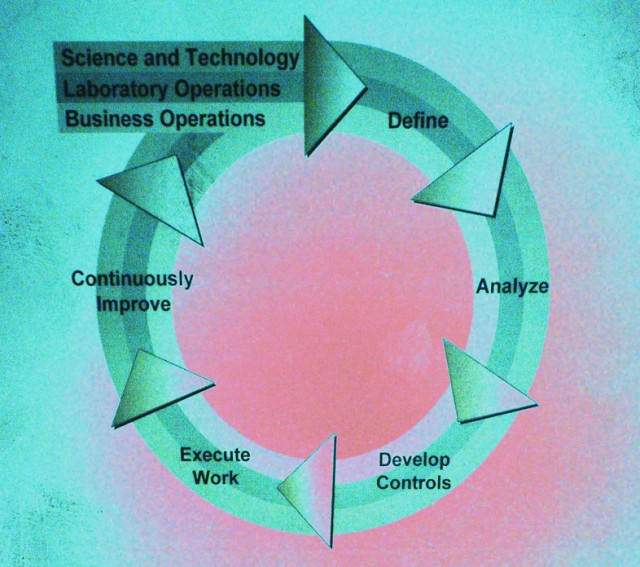 Science and Technology
Laboratory Operations
Business Operations
Define
Analyze
Develop
Controls
Execute
Work
Continuously
Improve